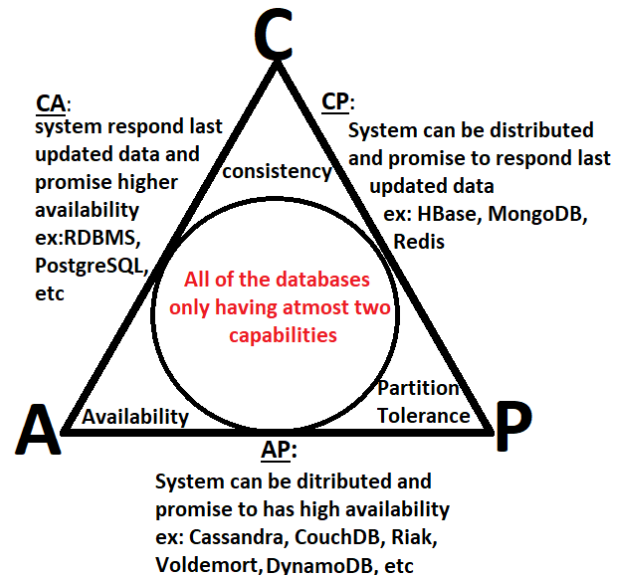 C
CA:
system respond last
updated data and
promise higher
availability
ex:RDBMS,
PostgreSQL,
etc
CP:
System can be distributed
and promise to respond last
updated data
ex: HBase, MongoDB,
Redis
consistency
All of the databases
only having atmost two
capabilities
Availability
Partition
Tolerance
A
P
AP:
System can be ditributed and
promise to has high availability
ex: Cassandra, CouchDB, Riak,
Voldemort, DynamoDB, etc